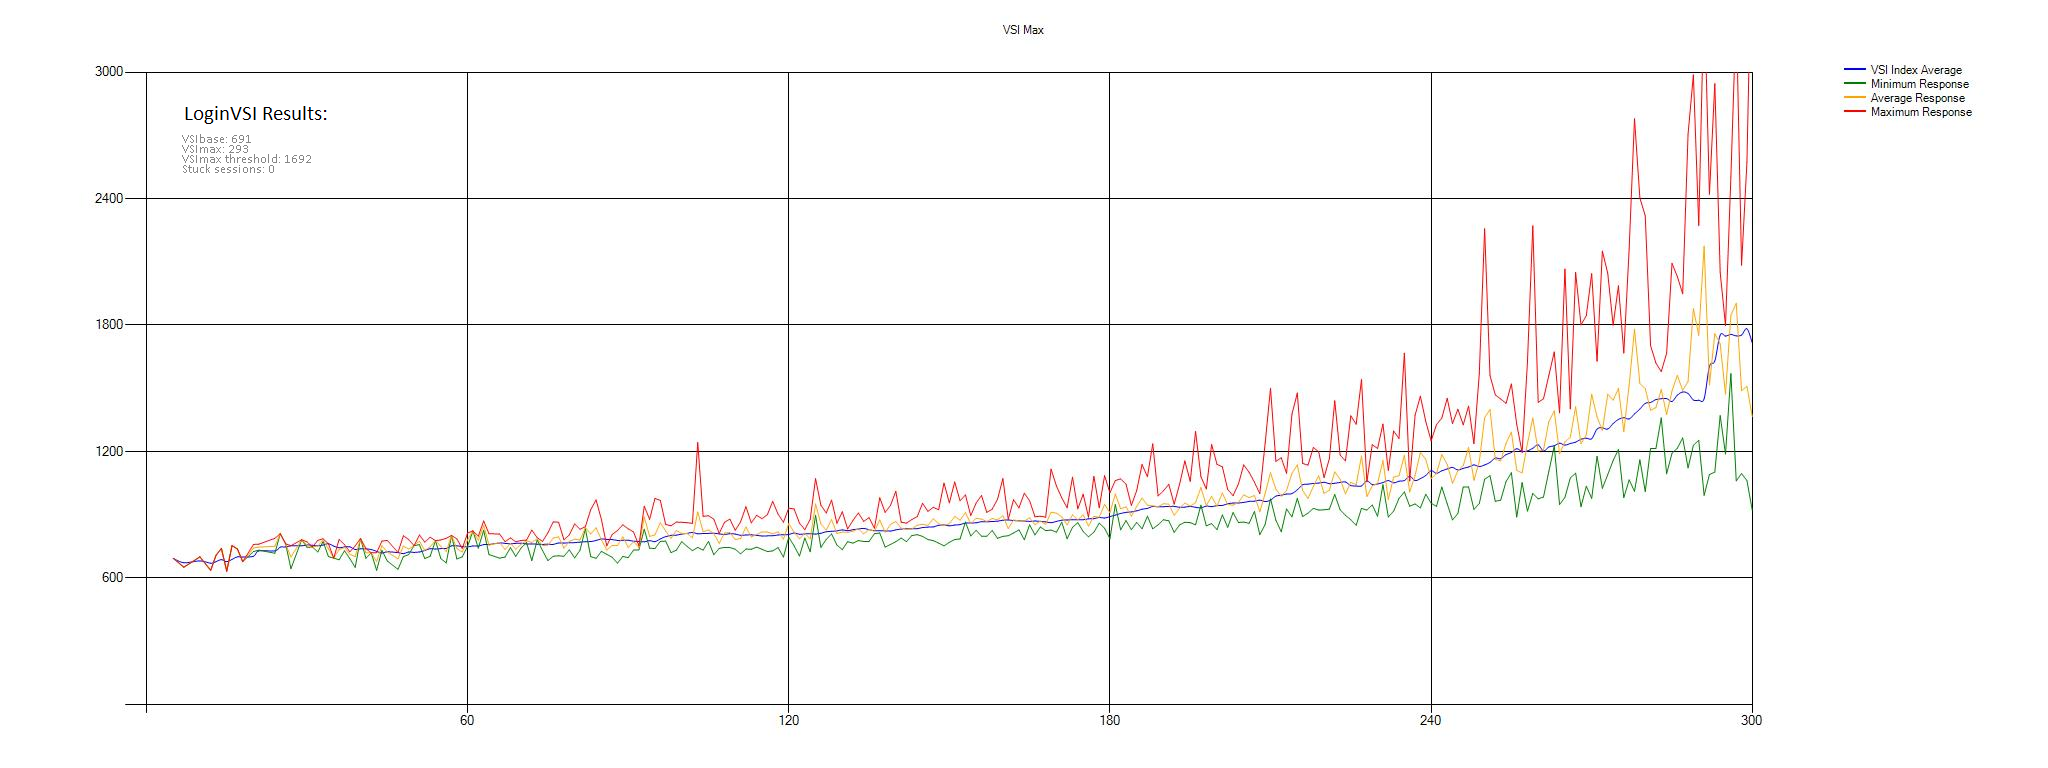 VSI Max
3000
2400
1800
1200
600
LoginVSI Results:
VSIbase: 691
VSImax: 293
VSImax threshold: 1692
Stuck sessions: 0
VSI Index Average
Minimum Response
Average Response
Maximum Response
60
120
180
240
300